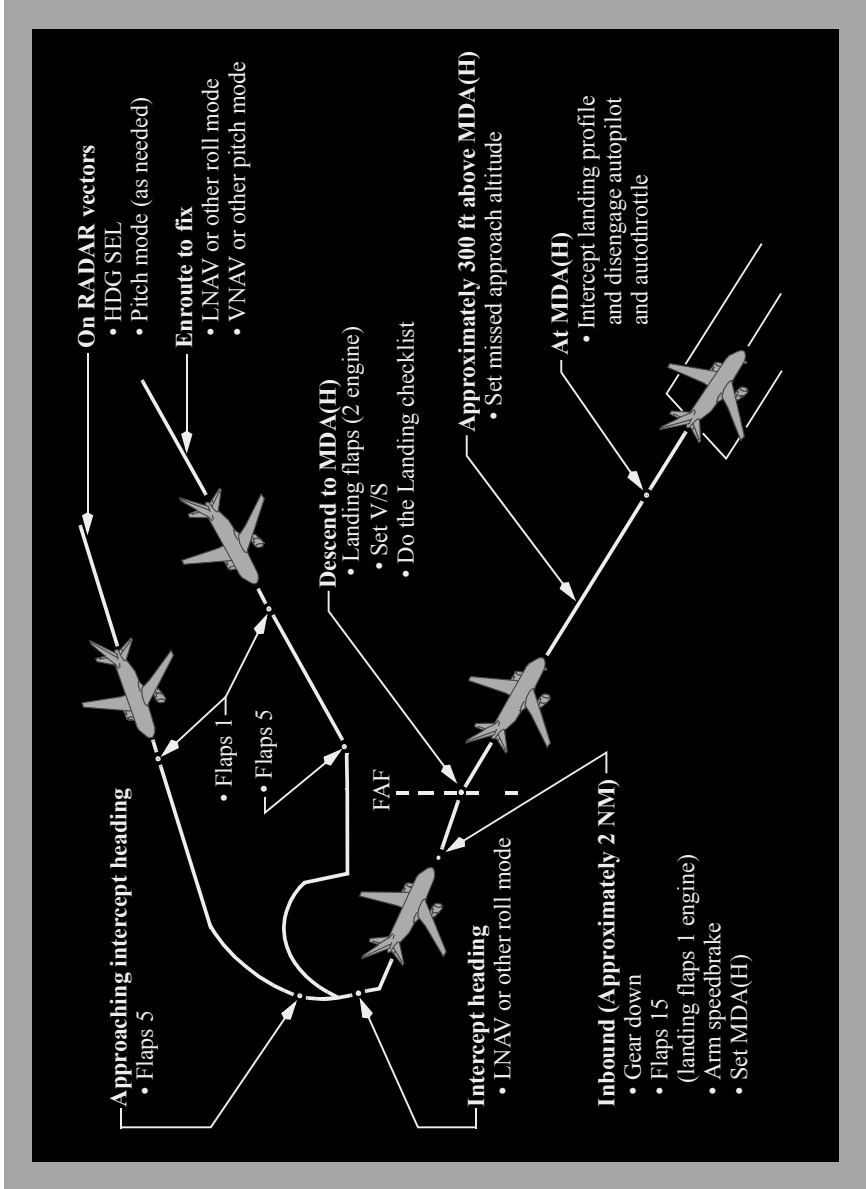 On RADAR vectors
• HDG SEL
• Pitch mode (as needed)
Enroute to fix
• LNAV or other roll mode
• VNAV or other pitch mode
Approaching intercept heading
• Flaps 5
• Flaps 1
• Flaps 5
Descend to MDA(H)
• Landing flaps (2 engine)
• Set V/S
• Do the Landing checklist
FAF
Approximately 300 ft above MDA(H)
• Set missed approach altitude
Intercept heading
• LNAV or other roll mode
At MDA(H)
• Intercept landing profile
and disengage autopilot
and autothrottle
Inbound (Approximately 2 NM)
• Gear down
• Flaps 15
(landing flaps 1 engine)
• Arm speedbrake
• Set MDA(H)